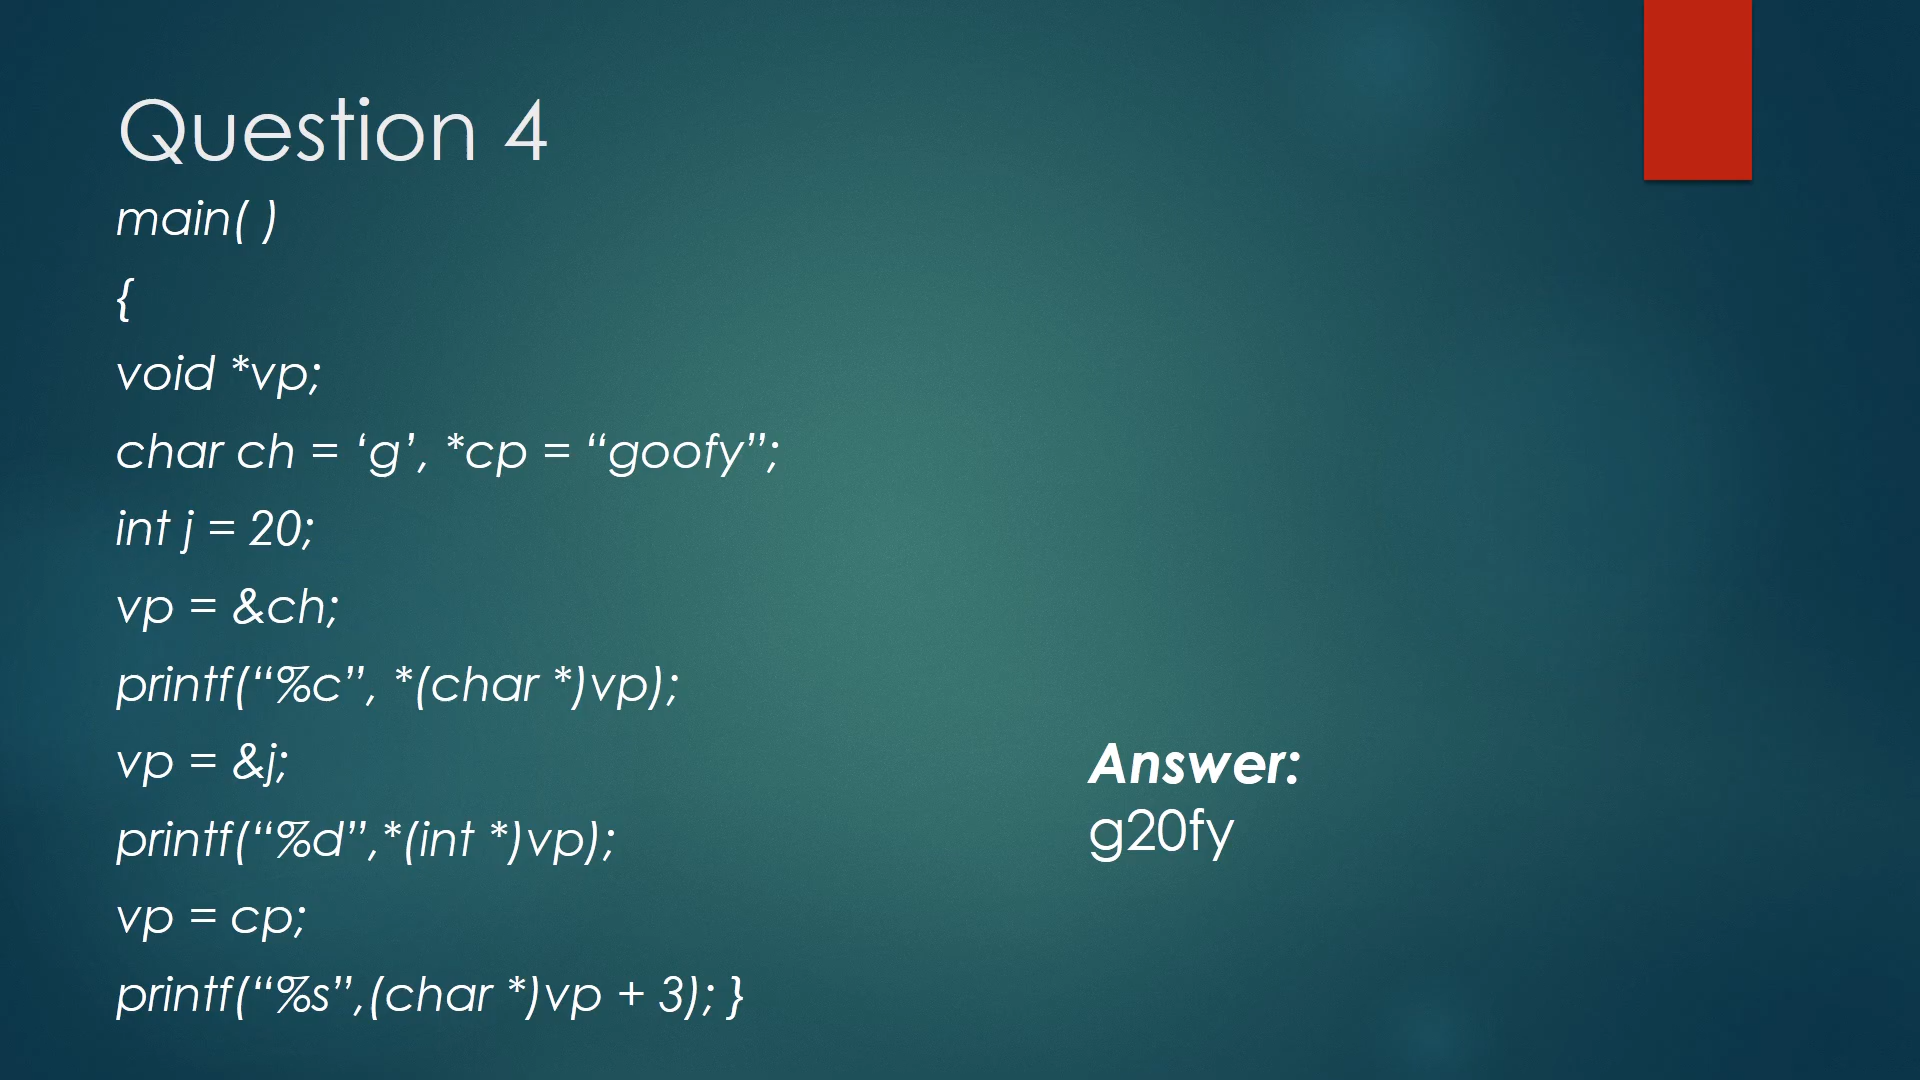 Question 4
main( )
{
void *vp;
char ch = ‘g’, *cp = “goofy”;
int j = 20;
vp = &ch;
printf(“%c”, *(char *)vp);
vp = &j;
printf(“%d”,*(int *)vp);
vp = cp;
printf(“%s”,(char *)vp + 3); }
Answer:
g20fy